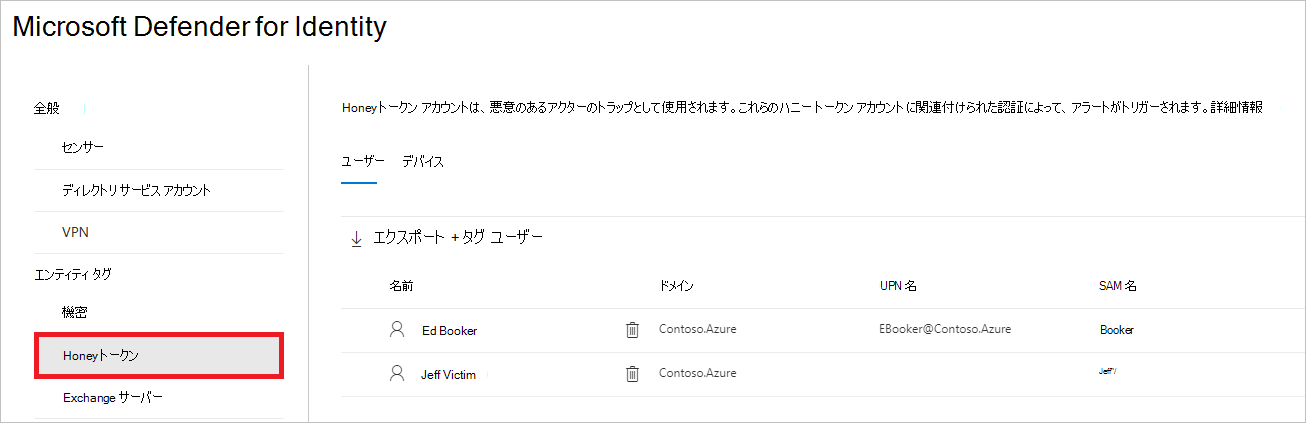 Microsoft Defender for Identity
全般
センサー
ディレクトリ サービス アカウント
VPN
エンティティ タグ
機密
Honeyトークン
Exchange サーバー
Honeyトークン アカウントは、悪意のあるアクターのトラップとして使用されます。これらのハニートークン アカウントに関連付けられた認証によって、アラートがトリガーされます。詳細情報
ユーザー デバイス
エクスポート +タグ ユーザー
名前 ドメイン UPN 名 SAM 名
Ed Booker Contoso.Azure EBooker@Contoso.Azure Booker
Jeff Victim Contoso.Azure